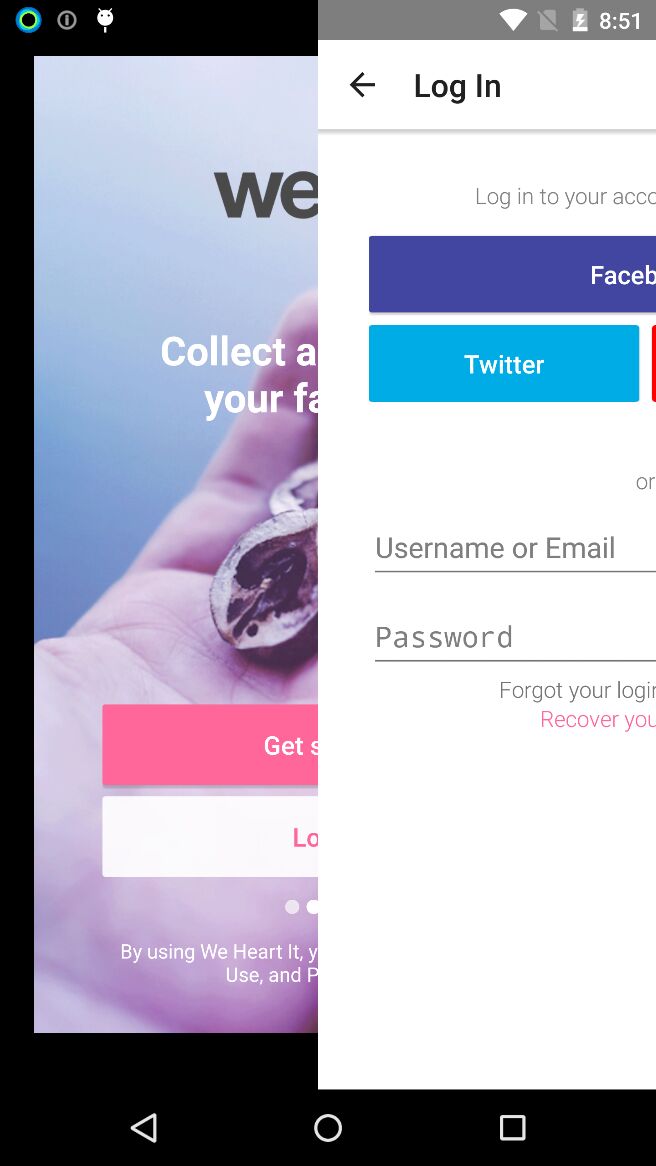 8:51
Log In
we
Log in to your acco
Faceb
Collect a
your fa
Twitter
or
Username or Email
Password
Forgot your login
Recover you
Get s
Lo
By using We Heart It, y
Use, and P